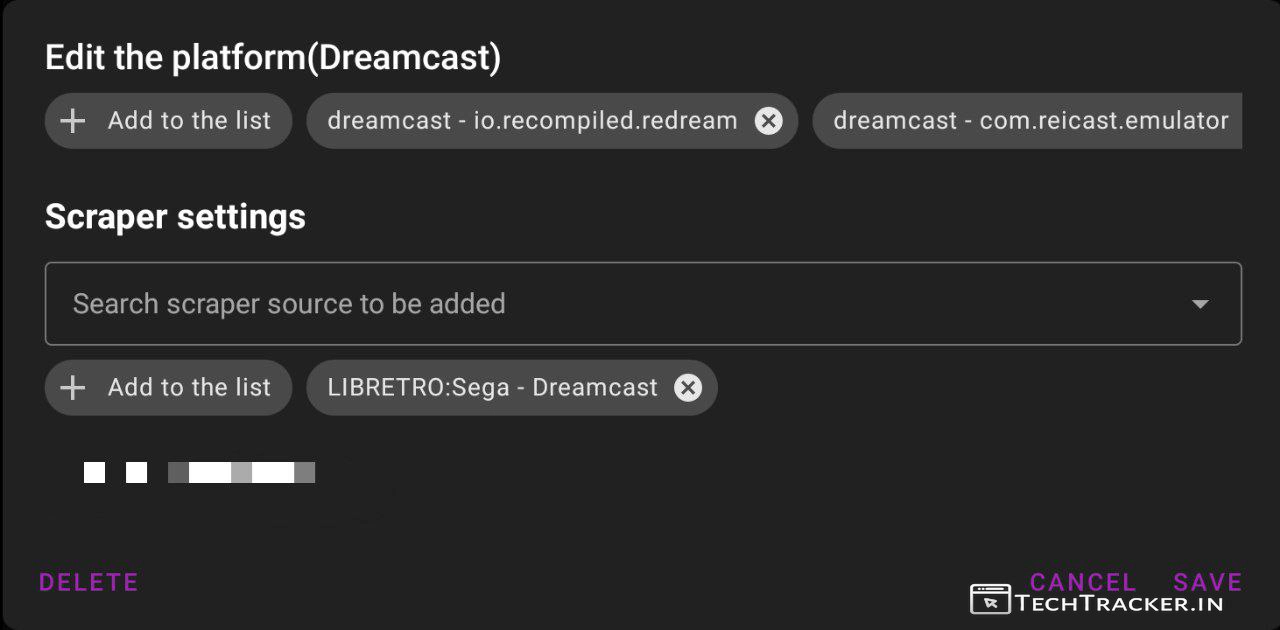 Edit the platform(Dreamcast)
Add to the list dreamcast - io.recompiled.redream dreamcast - com.reicast.emulator
Scraper settings
Search scraper source to be added
Add to the list LIBRETRO:Sega - Dreamcast
DELETE CANCEL SAVE
TECHTRACKER.IN